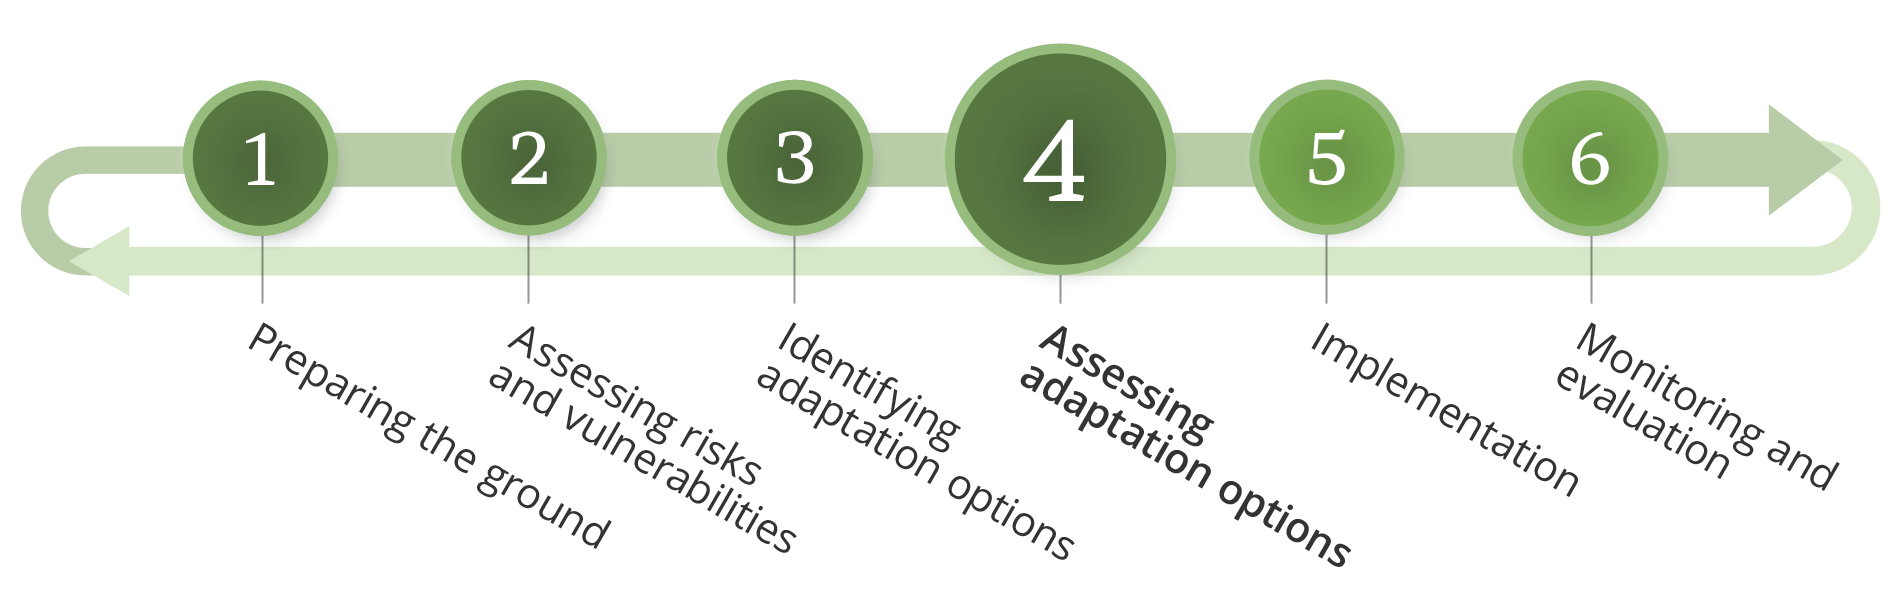 1
2
3
4
5
6
Preparing the ground
Assessing risks
and vulnerabilities
Identifying
adaptation options
Assessing
adaptation options
Implementation
Monitoring and
evaluation